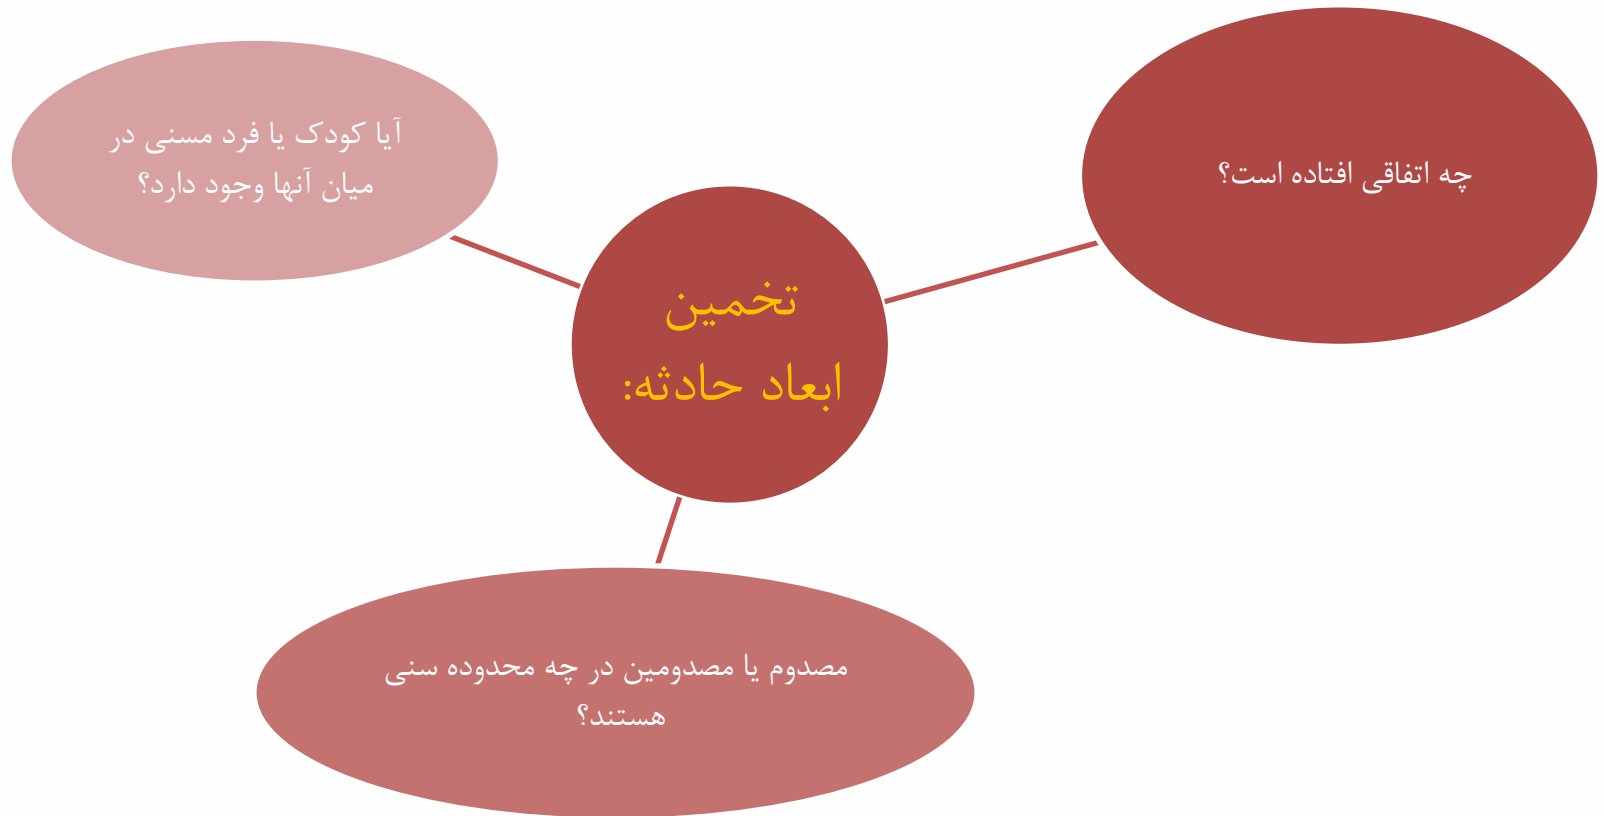 تخمین
ابعاد حادثه:
چه اتفاقی افتاده است؟
مصدوم یا مصدومین در چه محدوده سنی
هستند؟
آیا کودک یا فرد مسنی در
میان آنها وجود دارد؟